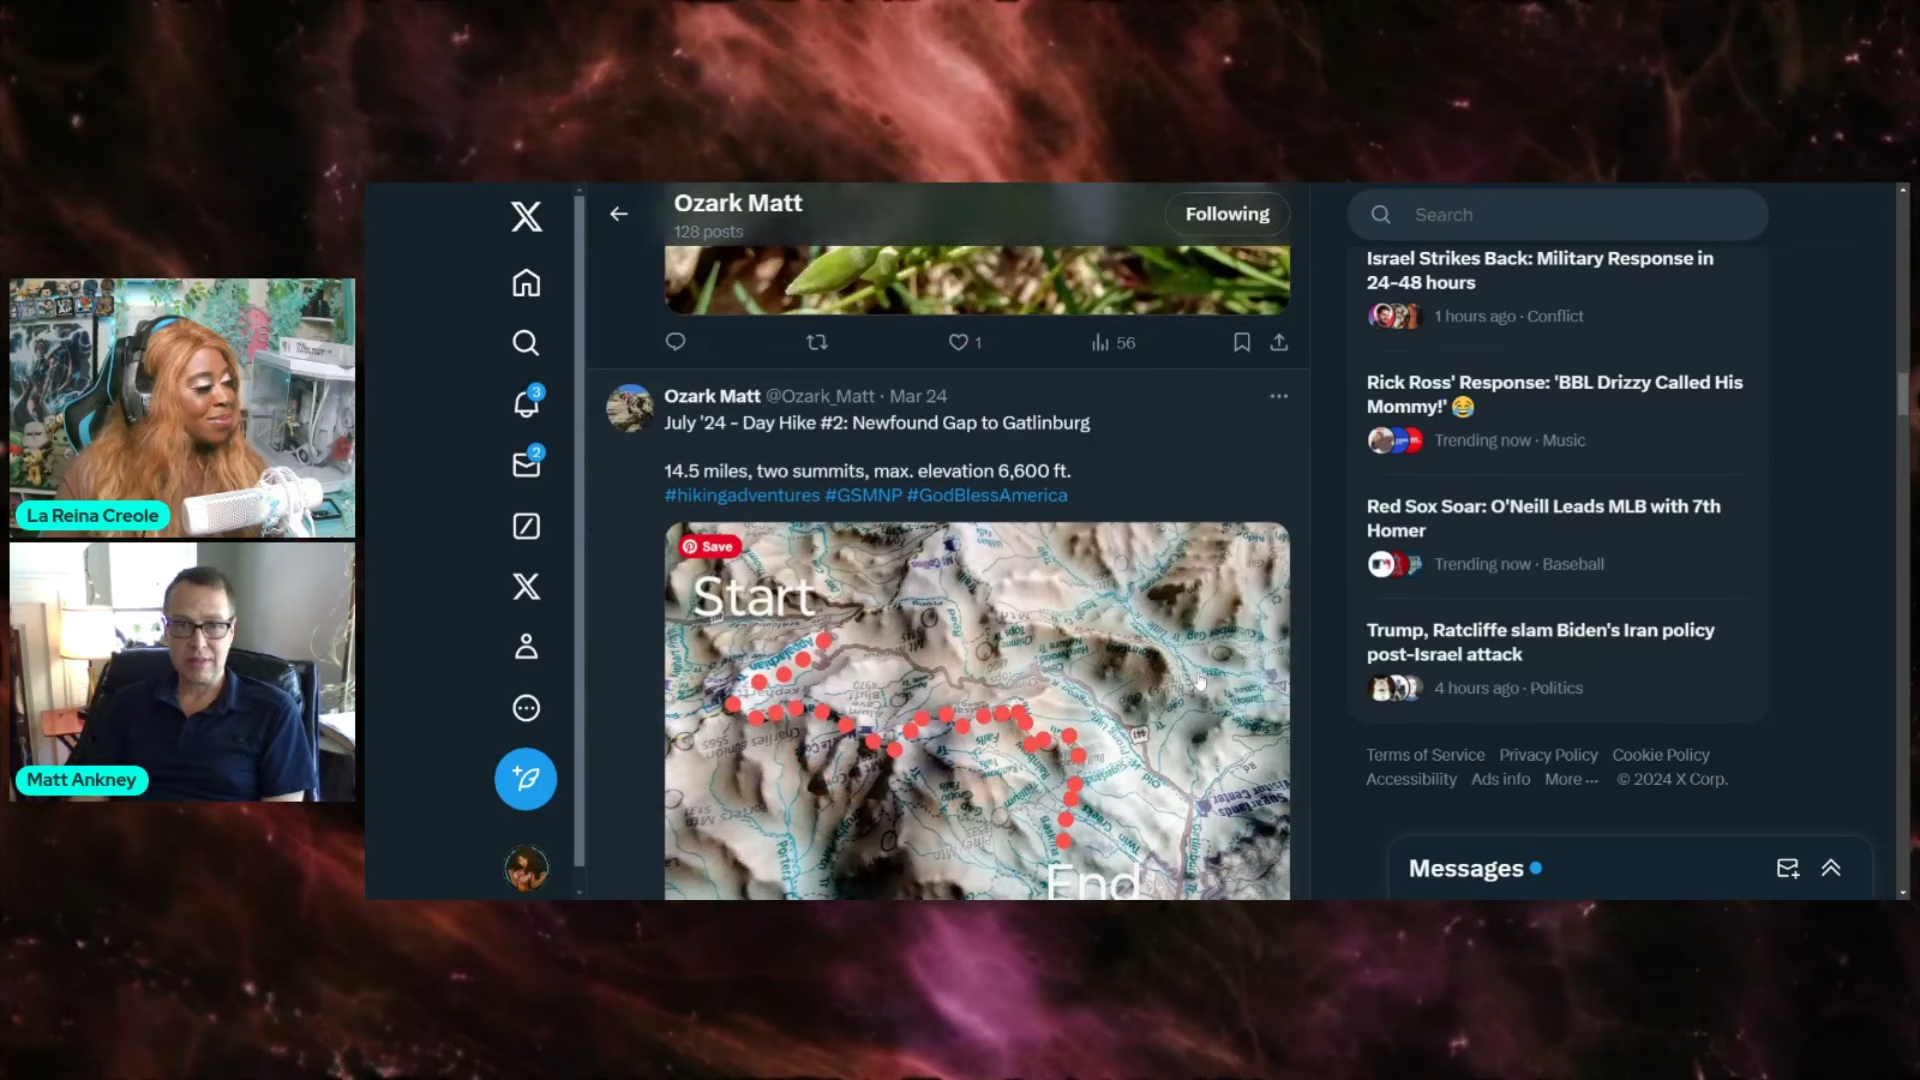 Ozark Matt
128 posts
Following
1
56
Ozark Matt @Ozark_Matt · Mar 24
July '24 - Day Hike #2: Newfound Gap to Gatlinburg
14.5 miles, two summits, max. elevation 6,600 ft.
#hikingadventures #GSMNP #GodBlessAmerica
Save
Start
End
3
2
Search
Israel Strikes Back: Military Response in
24-48 hours
1 hours ago · Conflict
Rick Ross' Response: 'BBL Drizzy Called His
Mommy!' 😂
Trending now · Music
Red Sox Soar: O'Neill Leads MLB with 7th
Homer
Trending now · Baseball
Trump, Ratcliffe slam Biden's Iran policy
post-Israel attack
4 hours ago · Politics
Terms of Service Privacy Policy Cookie Policy
Accessibility Ads info More ··· © 2024 X Corp.
Messages
La Reina Creole
Matt Ankney